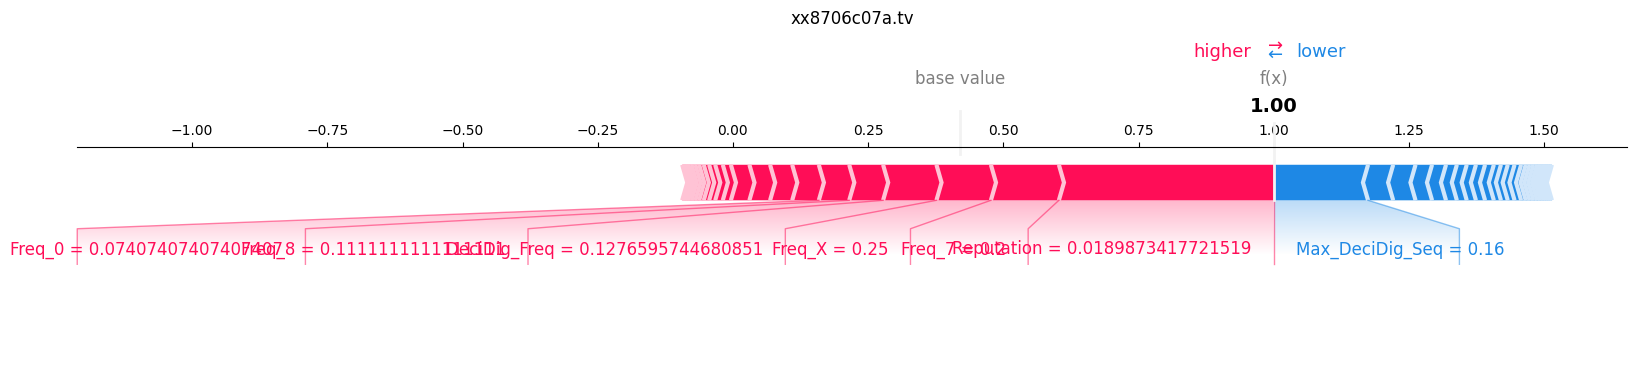 xx8706c07a.tv
higher ⇄ lower
base value f(x)
1.00
−1.00 −0.75 −0.50 −0.25 0.00 0.25 0.50 0.75 1.00 1.25 1.50
Freq_0 = 0.07407407407407407 Freq_8 = 0.1111111111111111 DeciDig_Freq = 0.1276595744680851 Freq_X = 0.25 Freq_7 = 0.2 Reputation = 0.0189873417721519 Max_DeciDig_Seq = 0.16